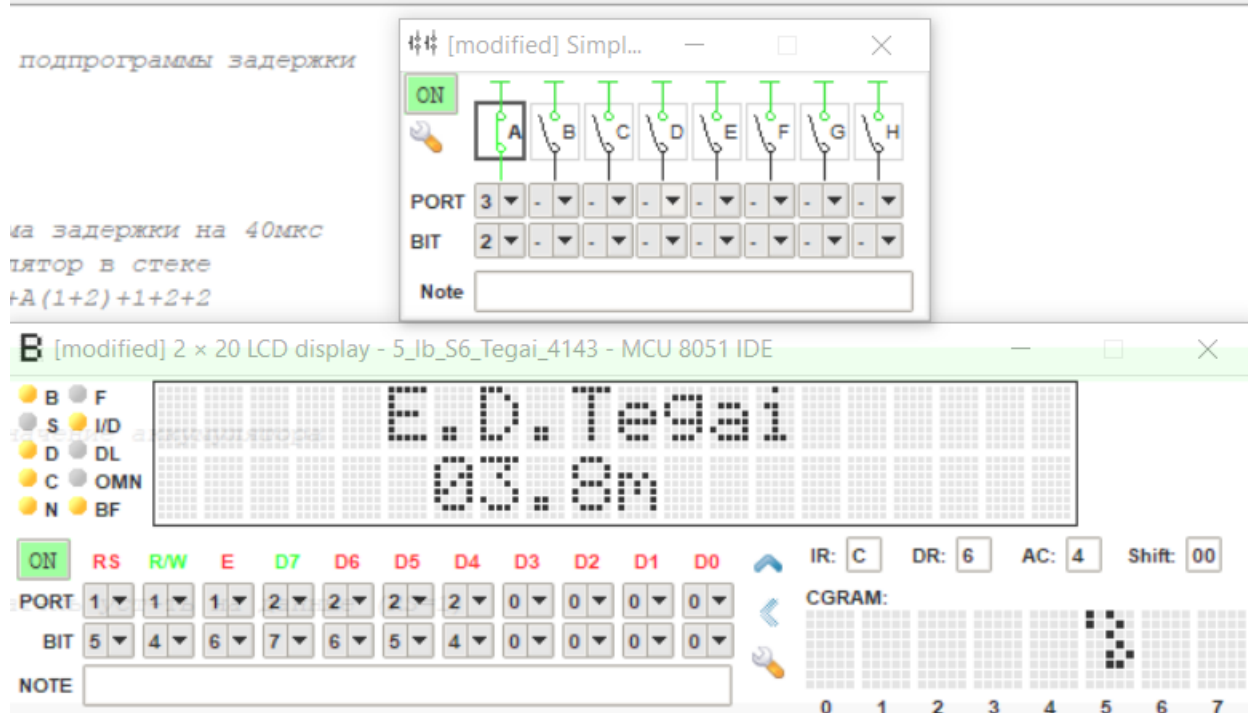 подпрограммы задержки
[modified] Simpl...
ON
A B C D E F G H
PORT 3 - - - - - - -
на задержки на 40мкс
BIT 2 - - - - - - -
лятор в стеке
+A(1+2)+1+2+2
Note
B [modified] 2 × 20 LCD display - 5_lb_S6_Tegai_4143 - MCU 8051 IDE
B F
S I/D
D DL
C OMN
N BF
E.D.Tegai
03.8m
ON RS R/W E D7 D6 D5 D4 D3 D2 D1 D0
PORT 1 1 1 2 2 2 2 0 0 0 0
BIT 5 4 6 7 6 5 4 0 0 0 0
NOTE
IR: C DR: 6 AC: 4 Shift: 00
CGRAM:
0 1 2 3 4 5 6 7